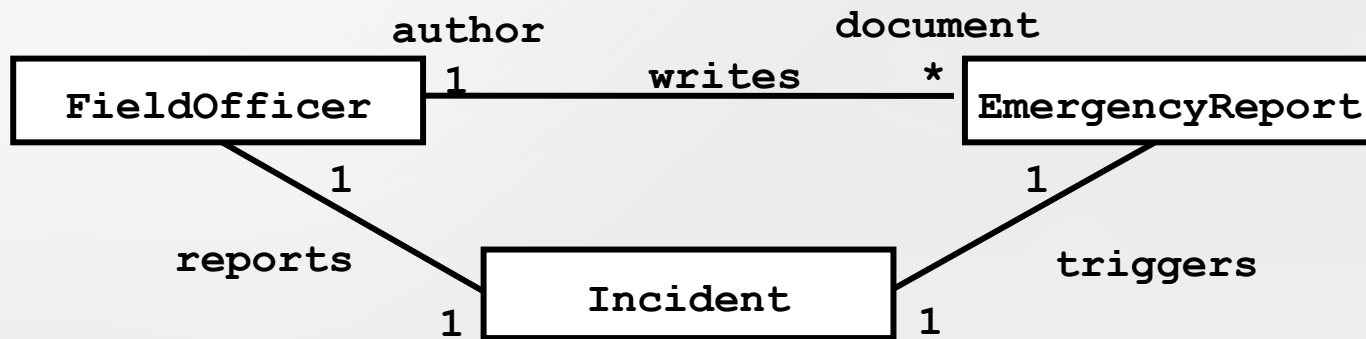 author
document
1
writes
*
FieldOfficer
EmergencyReport
1
1
reports
triggers
Incident
1
1